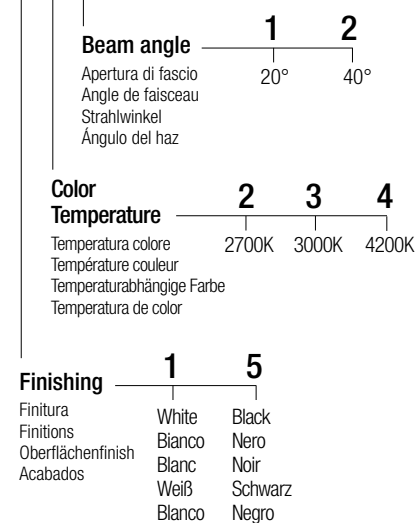 Beam angle 1 2
Apertura di fascio 20° 40°
Angle de faisceau
Strahlwinkel
Ángulo del haz
Color
Temperature 2 3 4
Temperatura colore 2700K 3000K 4200K
Température couleur
Temperaturabhängige Farbe
Temperatura de color
Finishing 1 5
Finitura White Black
Finitions Bianco Nero
Oberflächenfinish Blanc Noir
Acabados Weiß Schwarz
Blanco Negro